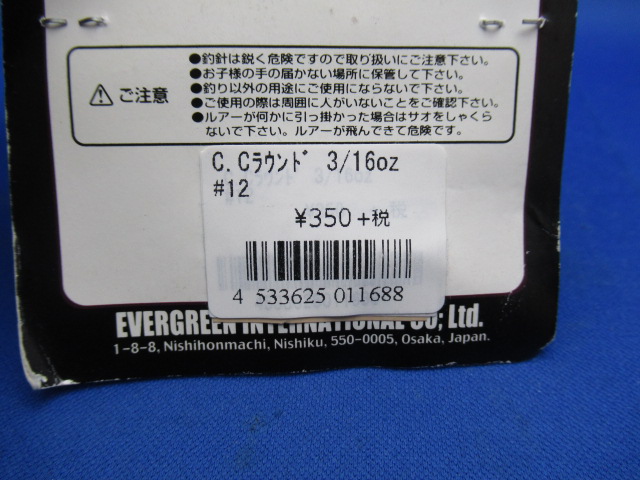 ⚠ ご注意
●釣針は鋭く危険ですので取り扱いにご注意下さい。
●お子様の手の届かない場所に保管して下さい。
●釣り以外の用途にご使用にならないで下さい。
●ご使用の際は周囲に人がいないことをご確認下さい。
●ルアーが何かに引っ掛かった場合はサオをしゃくら
ないで下さい。ルアーが飛んできて危険です。
C.Cﾗｳﾝﾄﾞ 3/16oz
#12
¥350+税
4 533625 011688
EVERGREEN INTERNATIONAL CO; Ltd.
1-8-8, Nishihonmachi, Nishiku, 550-0005, Osaka, Japan.